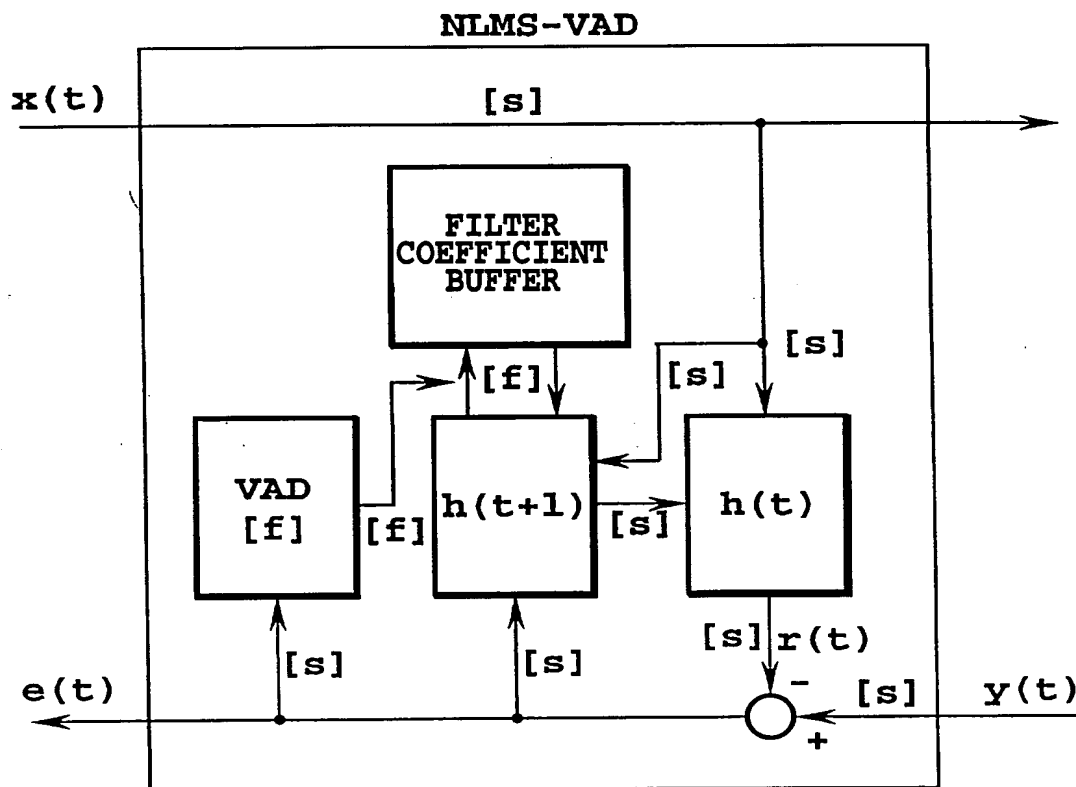 NLMS-VAD
x(t)
[s]
FILTER
COEFFICIENT
BUFFER
[s]
[s]
[f]
VAD
[f]
[f]
h(t+1)
[s]
h(t)
[s]
[s]
[s] r(t)
e(t)
-
[s]
y(t)
+